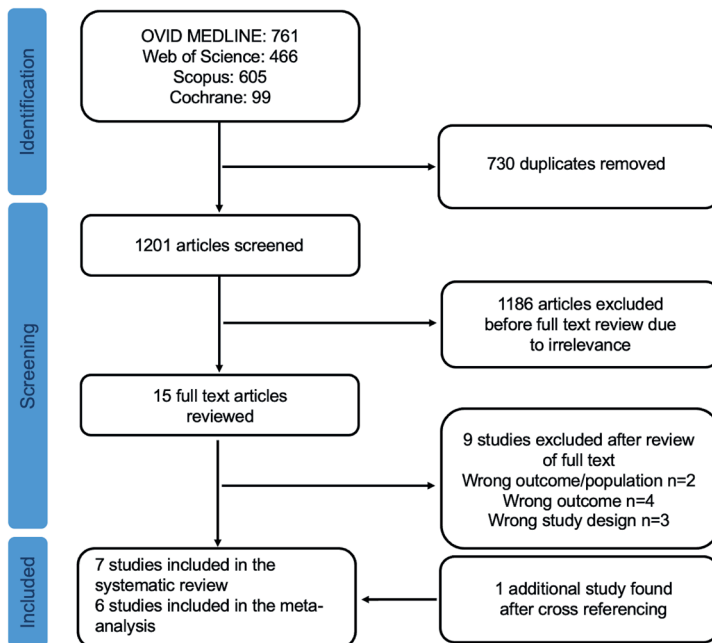 Identification
OVID MEDLINE: 761
Web of Science: 466
Scopus: 605
Cochrane: 99
730 duplicates removed
Screening
1201 articles screened
1186 articles excluded
before full text review due
to irrelevance
15 full text articles
reviewed
9 studies excluded after review
of full text
Wrong outcome/population n=2
Wrong outcome n=4
Wrong study design n=3
Included
7 studies included in the
systematic review
6 studies included in the meta-
analysis
1 additional study found
after cross referencing